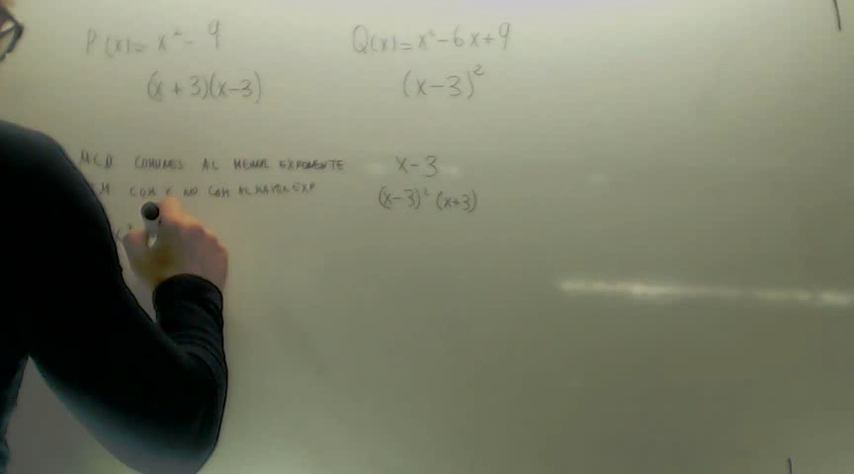 P(x)= x² - 9
(x + 3)(x-3)
Q(x) = x² - 6x + 9
(x-3)²
MCD COMUNES AL MENOR EXPONENTE
x-3
M COM Y NO COM AL MAYOR EXP
(x-3)² (x+3)